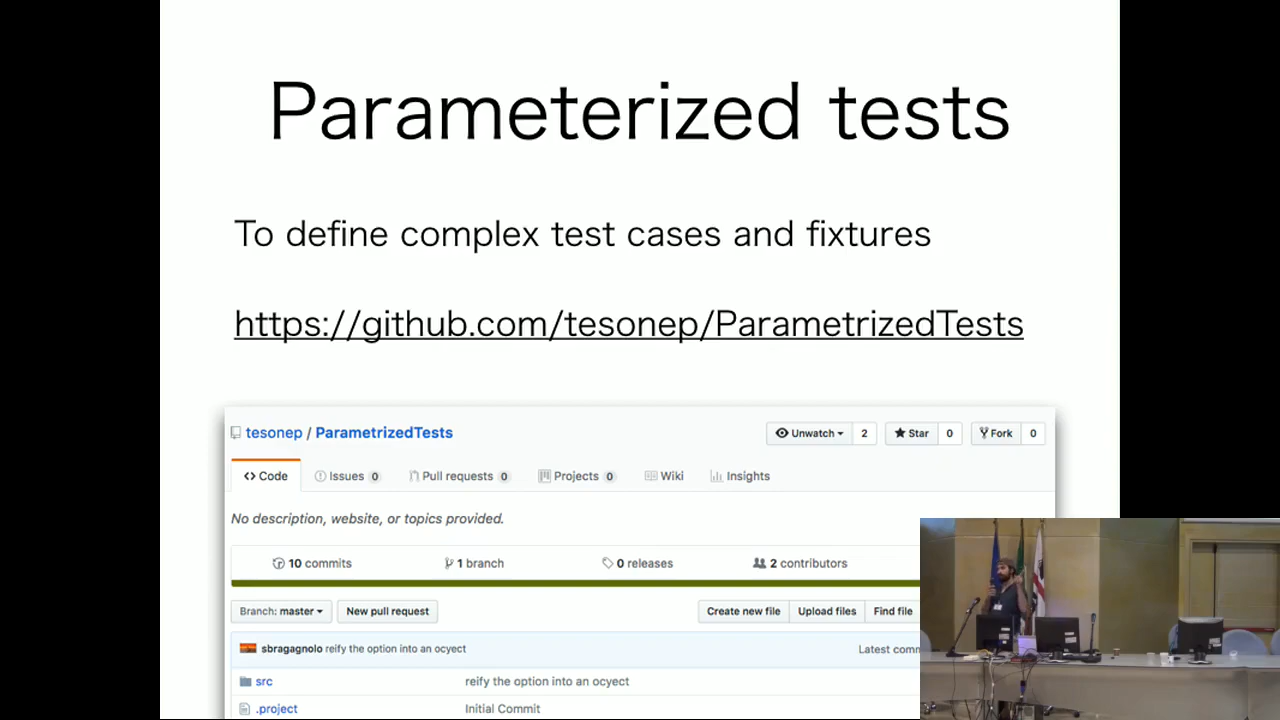 Parameterized tests
To define complex test cases and fixtures
https://github.com/tesonep/ParametrizedTests
tesonep / ParametrizedTests
Unwatch 2 Star 0 Fork 0
Code Issues 0 Pull requests 0 Projects 0 Wiki Insights
No description, website, or topics provided.
10 commits 1 branch 0 releases 2 contributors
Branch: master New pull request Create new file Upload files Find file
sbragagnolo reify the option into an ocyect Latest comm
src reify the option into an ocyect
.project Initial Commit